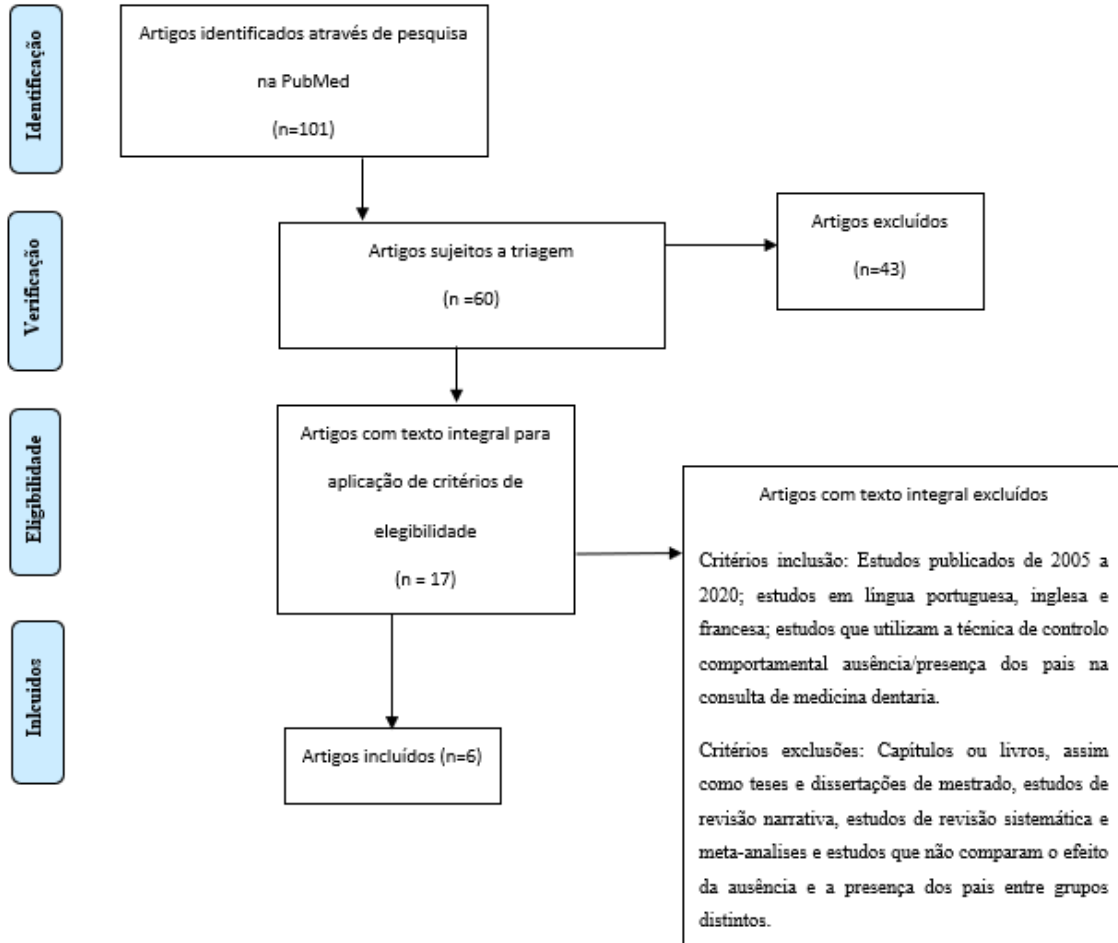 Identificação
Artigos identificados através de pesquisa
na PubMed
(n=101)
Verificação
Artigos sujeitos a triagem
(n =60)
Artigos excluídos
(n=43)
Eligibilidade
Artigos com texto integral para
aplicação de critérios de
elegibilidade
(n = 17)
Artigos com texto integral excluídos
Critérios inclusão: Estudos publicados de 2005 a
2020; estudos em língua portuguesa, inglesa e
francesa; estudos que utilizam a técnica de controlo
comportamental ausência/presença dos pais na
consulta de medicina dentaria.
Critérios exclusões: Capítulos ou livros, assim
como teses e dissertações de mestrado, estudos de
revisão narrativa, estudos de revisão sistemática e
meta-analises e estudos que não comparam o efeito
da ausência e a presença dos pais entre grupos
distintos.
Inlcuidos
Artigos incluídos (n=6)